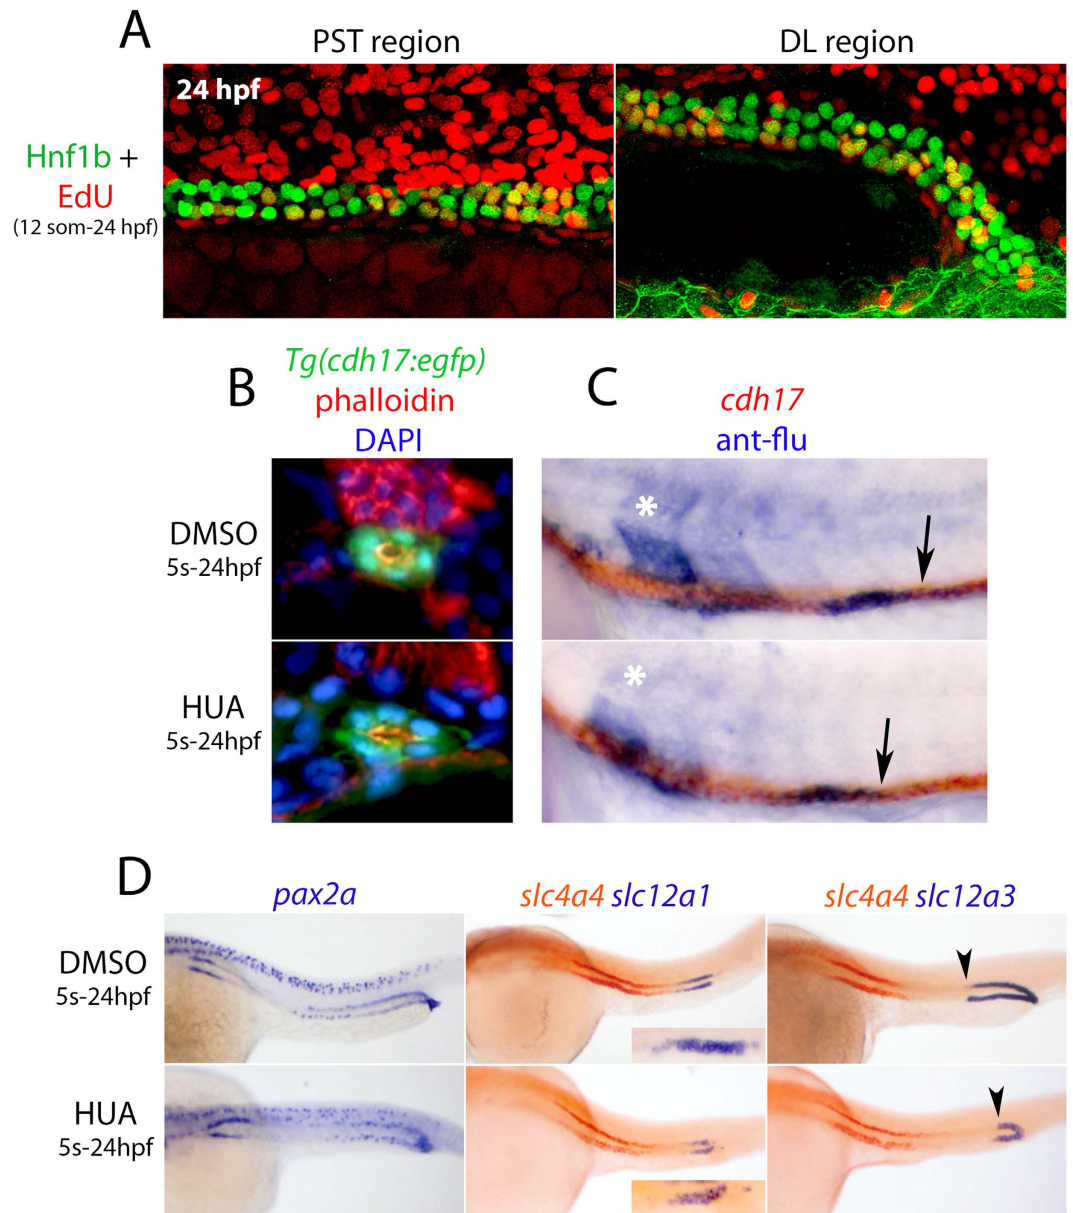 A
PST region
DL region
24 hpf
Hnf1b +
EdU
(12 som-24 hpf)
B
Tg(cdh17:egfp)
phalloidin
DAPI
C
cdh17
ant-flu
DMSO
5s-24hpf
*
HUA
5s-24hpf
*
D
pax2a
slc4a4 slc12a1
slc4a4 slc12a3
DMSO
5s-24hpf
HUA
5s-24hpf